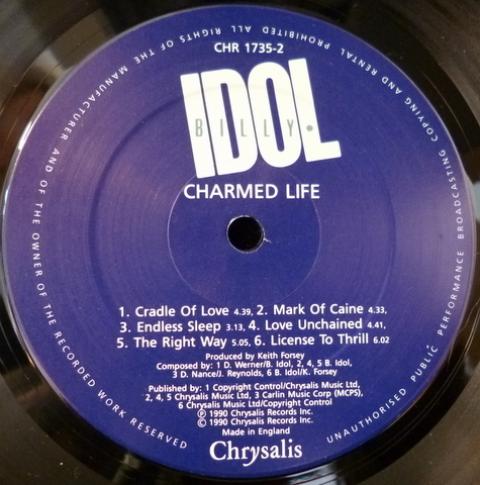 CHR 1735-2
IDOL
BILLY
CHARMED LIFE
1. Cradle Of Love 4.39, 2. Mark Of Caine 4.33,
3. Endless Sleep 3.13, 4. Love Unchained 4.41,
5. The Right Way 5.05, 6. License To Thrill 6.02
Produced by Keith Forsey
Composed by: 1 D. Werner/B. Idol, 2, 4, 5 B. Idol,
3 D. Nance/J. Reynolds, 6 B. Idol/K. Forsey
Published by: 1 Copyright Control/Chrysalis Music Ltd,
2, 4, 5 Chrysalis Music Ltd, 3 Carlin Music Corp (MCPS),
6 Chrysalis Music Ltd/Copyright Control
℗ 1990 Chrysalis Records Inc.
© 1990 Chrysalis Records Inc.
Made in England
Chrysalis
ALL RIGHTS OF THE MANUFACTURER AND OF THE OWNER OF THE RECORDED WORK RESERVED
UNAUTHORISED PUBLIC PERFORMANCE BROADCASTING COPYING AND RENTAL PROHIBITED